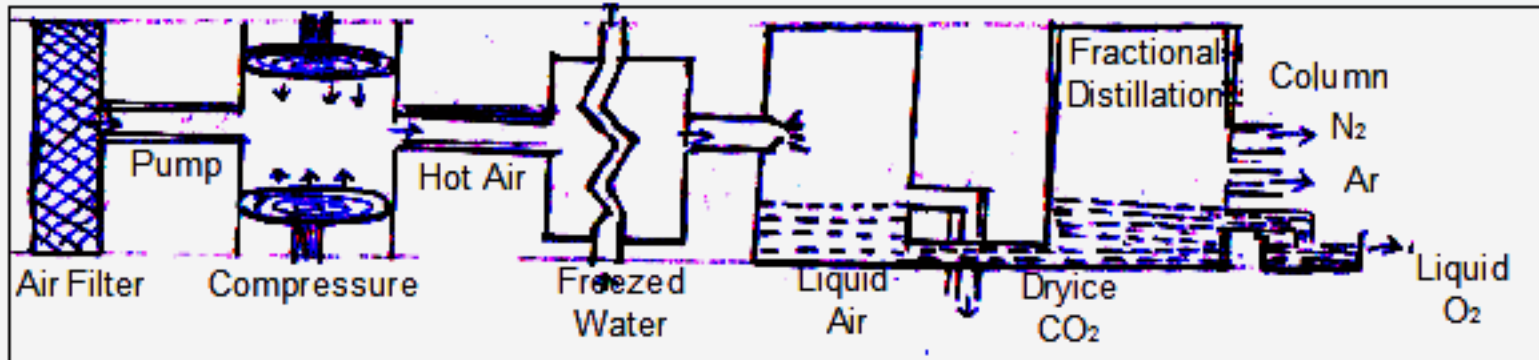 Fractional
Distillation
Column
N₂
Pump
Hot Air
Ar
Air Filter
Compressure
Freezed
Water
Liquid
Air
Dryice
CO₂
Liquid
O₂